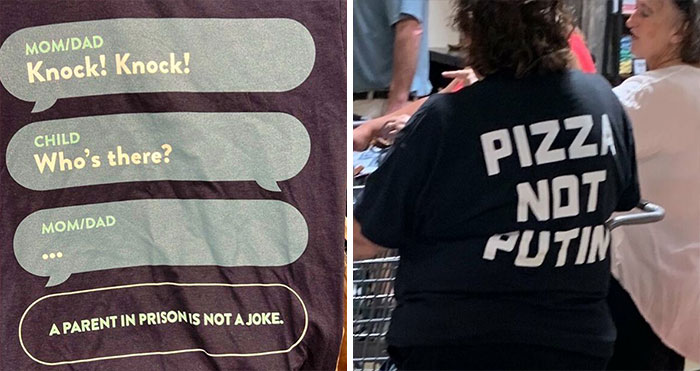 MOM/DAD
Knock! Knock!
CHILD
Who's there?
MOM/DAD
...
A PARENT IN PRISON IS NOT A JOKE.
PIZZA
NOT
PUTIN